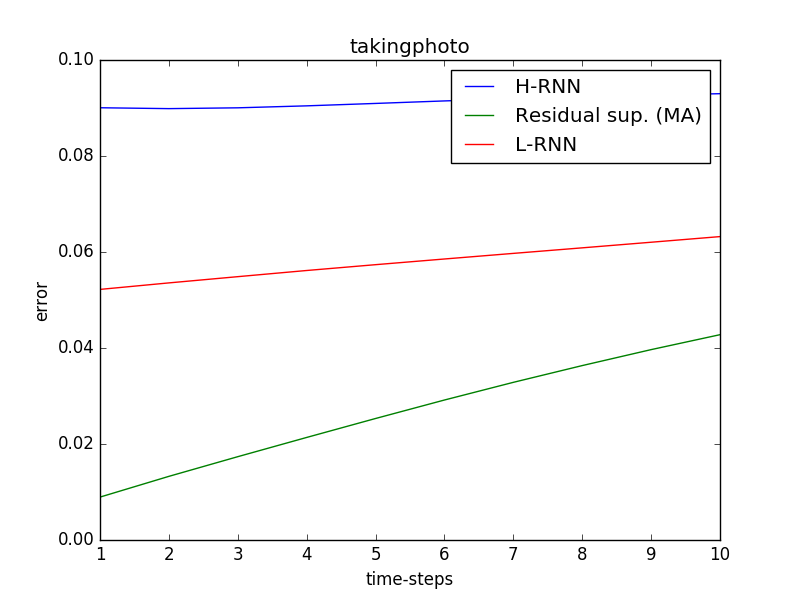 takingphoto
0.10
0.08
0.06
0.04
0.02
0.00
error
H-RNN
Residual sup. (MA)
L-RNN
1 2 3 4 5 6 7 8 9 10
time-steps